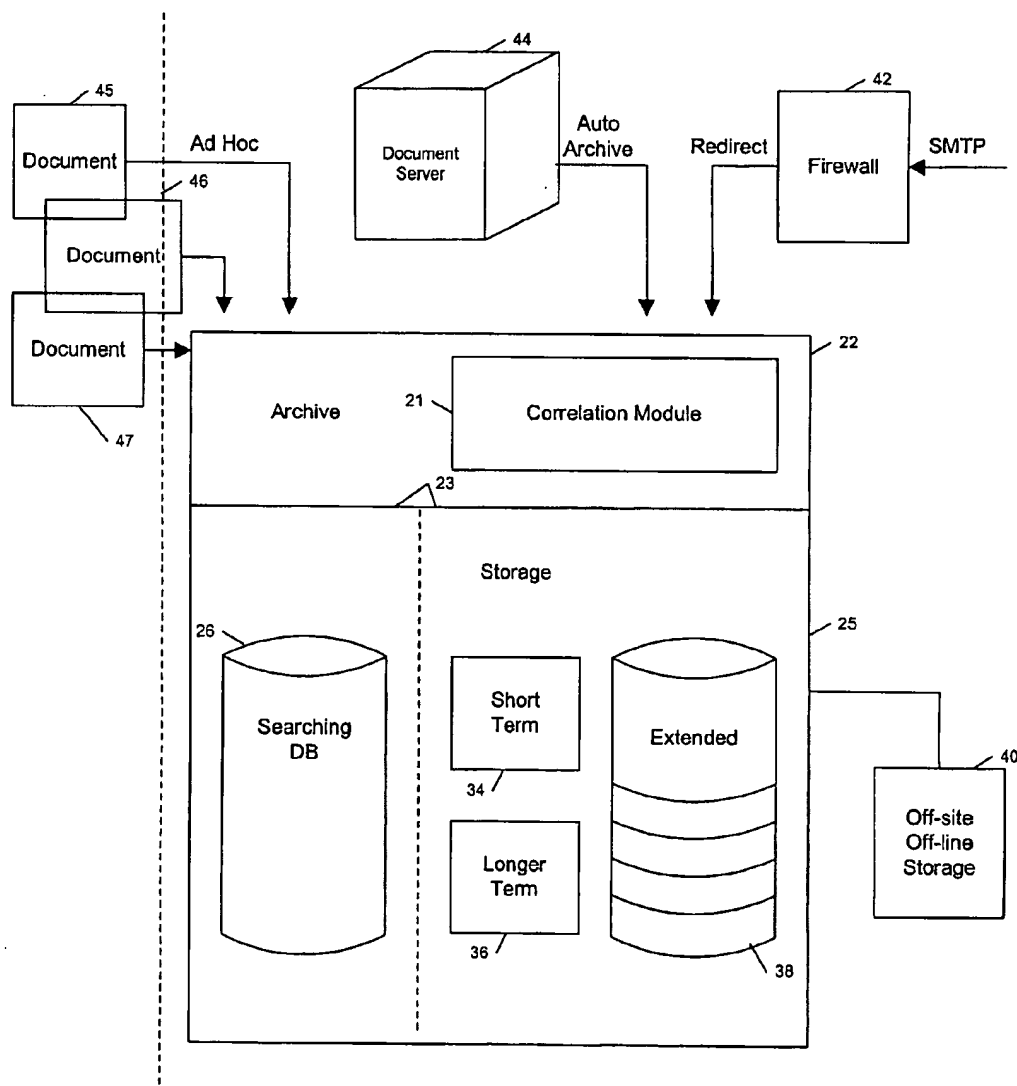 44
45
42
Document
Ad Hoc
Document
Server
Auto
Archive
Redirect
Firewall
SMTP
46
Document
Document
47
22
Archive
21
Correlation Module
23
Storage
25
26
Searching
DB
Short
Term
34
Extended
Longer
Term
36
38
40
Off-site
Off-line
Storage